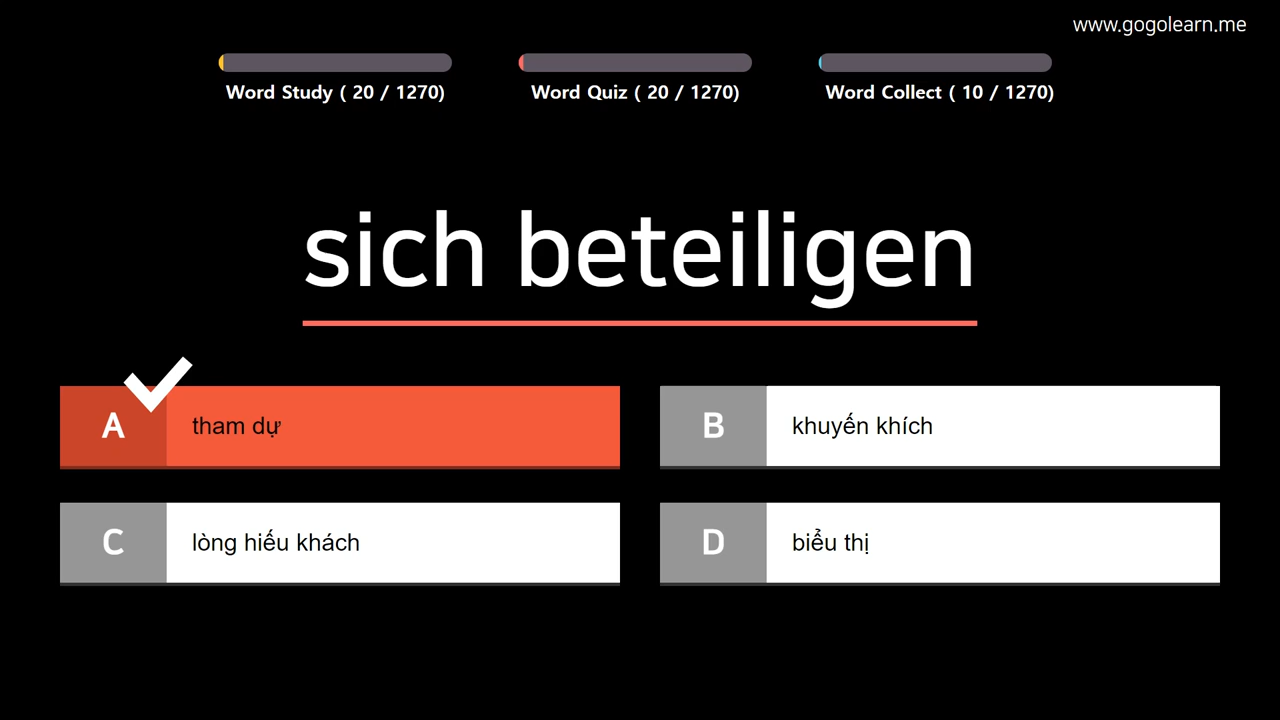 www.gogolearn.me
Word Study ( 20 / 1270)
Word Quiz ( 20 / 1270)
Word Collect ( 10 / 1270)
sich beteiligen
A
tham dự
B
khuyến khích
C
lòng hiếu khách
D
biểu thị